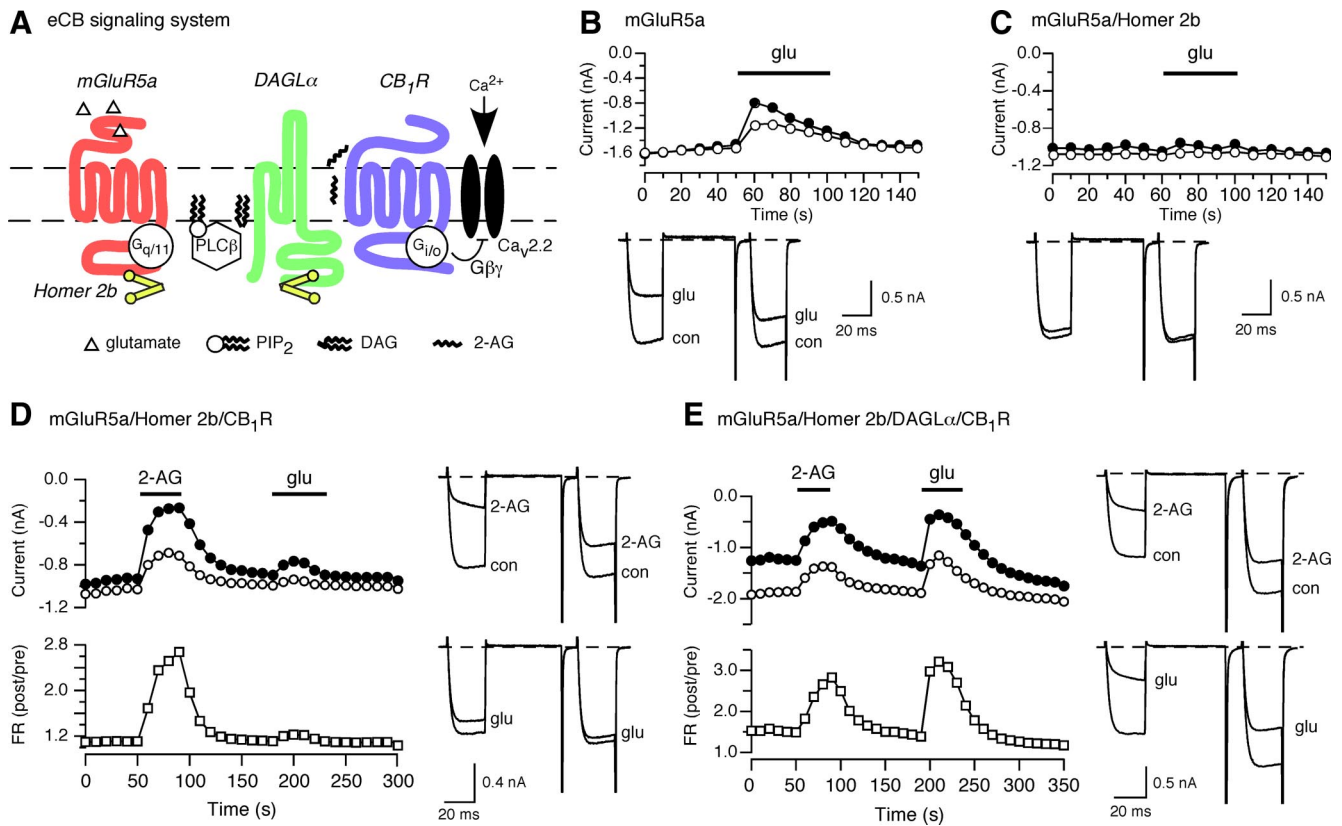 A eCB signaling system
mGluR5a
DAGLα
CB1R
Ca2+
Gq/11
PLCβ
Gi/o
CaV2.2
Gβγ
Homer 2b
glutamate
PIP2
DAG
2-AG
B mGluR5a
glu
0.0
-0.4
-0.8
-1.2
-1.6
Current (nA)
0 20 40 60 80 100 120 140
Time (s)
glu
con
glu
con
0.5 nA
20 ms
C mGluR5a/Homer 2b
glu
0.0
-0.4
-0.8
-1.2
Current (nA)
0 20 40 60 80 100 120 140
Time (s)
0.5 nA
20 ms
D mGluR5a/Homer 2b/CB1R
2-AG
glu
0.0
-0.4
-0.8
-1.2
Current (nA)
2.8
2.0
1.2
FR (post/pre)
0 50 100 150 200 250 300
Time (s)
2-AG
con
2-AG
con
glu
glu
0.4 nA
20 ms
E mGluR5a/Homer 2b/DAGLα/CB1R
2-AG
glu
0.0
-1.0
-2.0
Current (nA)
3.0
2.0
1.0
FR (post/pre)
0 50 100 150 200 250 300 350
Time (s)
2-AG
con
2-AG
con
glu
glu
0.5 nA
20 ms